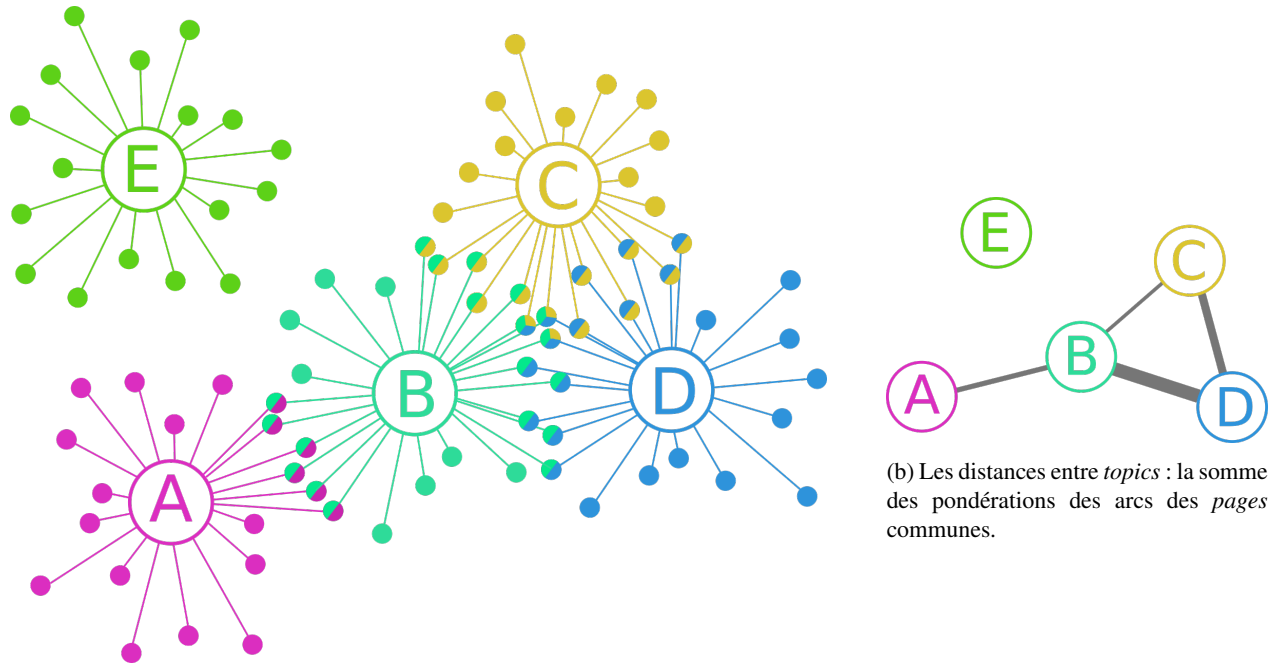 E
C
B
D
A
E
C
B
A
D
(b) Les distances entre topics : la somme
des pondérations des arcs des pages
communes.